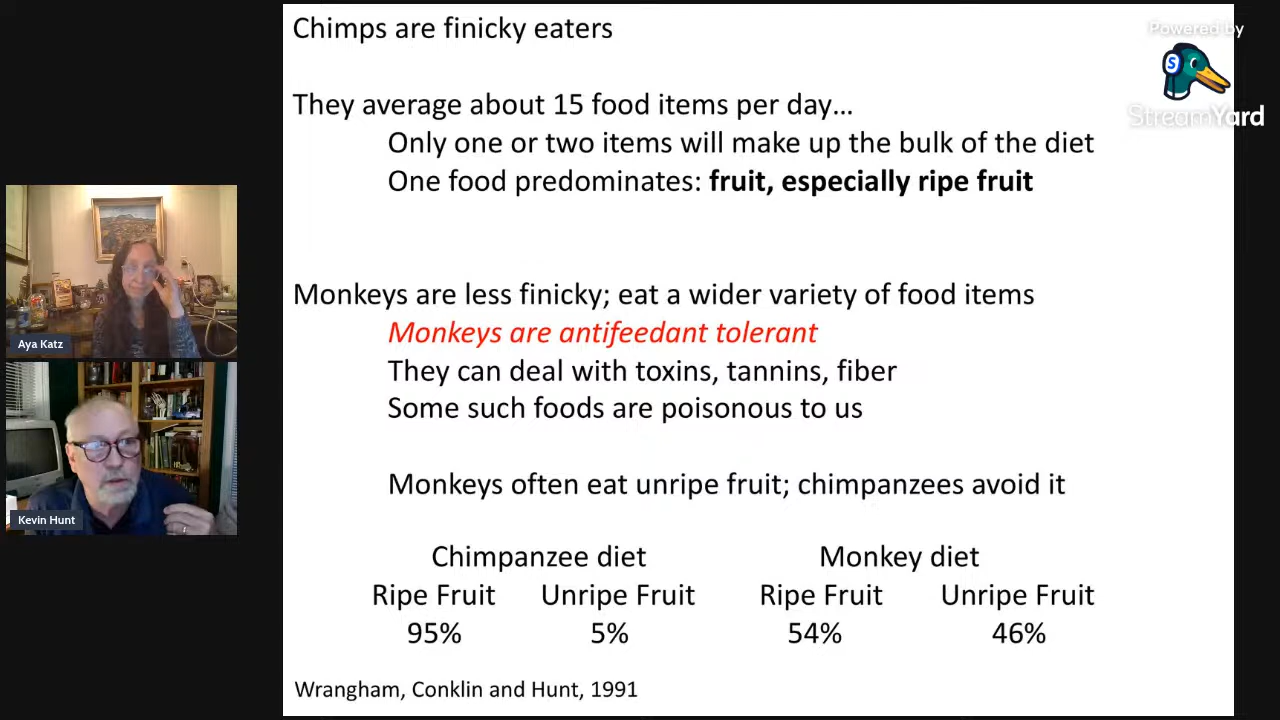 Chimps are finicky eaters
They average about 15 food items per day...
Only one or two items will make up the bulk of the diet
One food predominates: fruit, especially ripe fruit
Monkeys are less finicky; eat a wider variety of food items
Monkeys are antifeedant tolerant
They can deal with toxins, tannins, fiber
Some such foods are poisonous to us
Monkeys often eat unripe fruit; chimpanzees avoid it
Chimpanzee diet Monkey diet
Ripe Fruit Unripe Fruit Ripe Fruit Unripe Fruit
95% 5% 54% 46%
Wrangham, Conklin and Hunt, 1991
Aya Katz
Kevin Hunt
Powered by
S
StreamYard